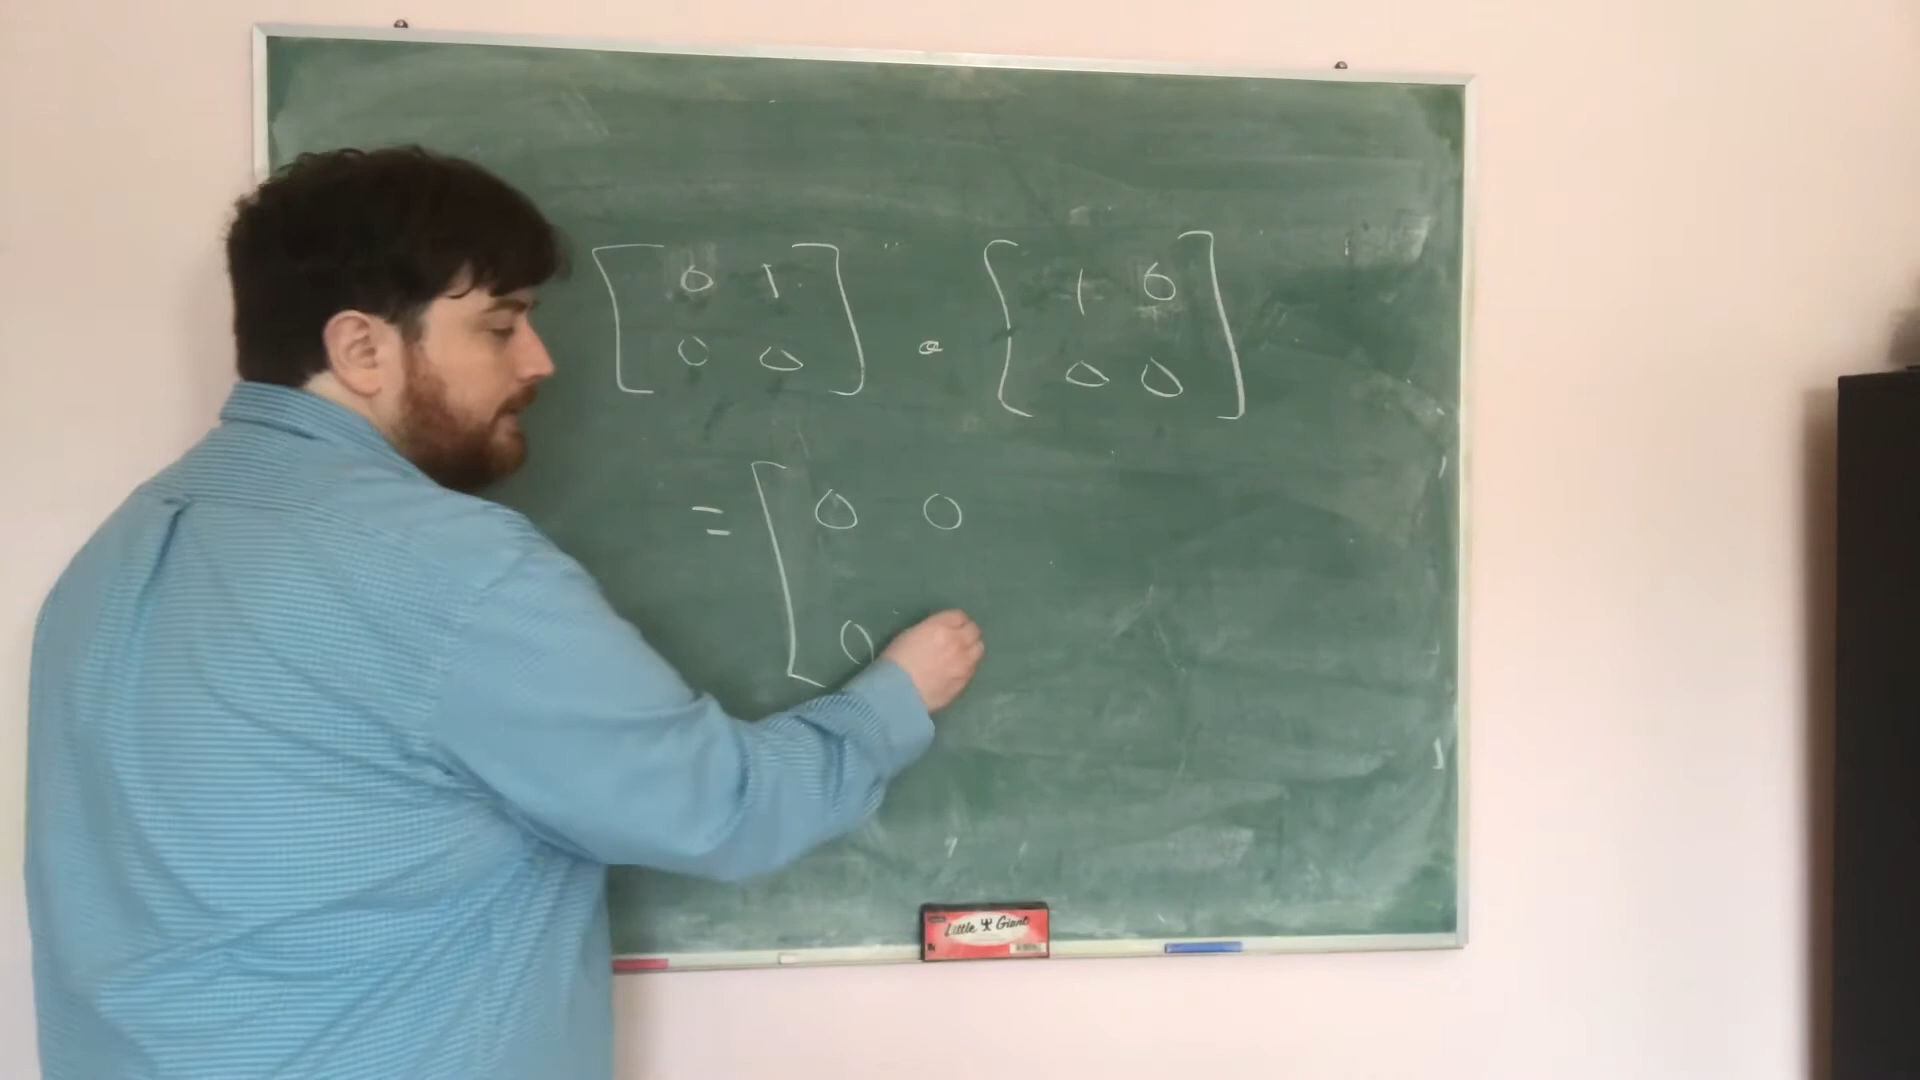 [ 0 1 ] . [ 1 0 ]
[ 0 0 ] [ 0 0 ]
= [ 0 0
0
Little Giant